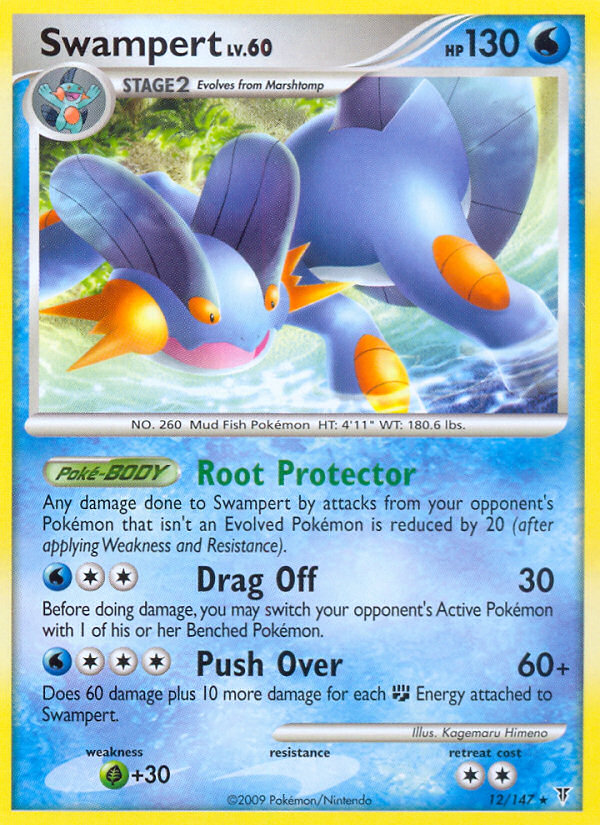 Swampert LV.60 HP 130
STAGE2 Evolves from Marshtomp
NO. 260 Mud Fish Pokémon HT: 4'11" WT: 180.6 lbs.
Poké-BODY Root Protector
Any damage done to Swampert by attacks from your opponent's
Pokémon that isn't an Evolved Pokémon is reduced by 20 (after
applying Weakness and Resistance).
Drag Off 30
Before doing damage, you may switch your opponent's Active Pokémon
with 1 of his or her Benched Pokémon.
Push Over 60+
Does 60 damage plus 10 more damage for each Energy attached to
Swampert.
Illus. Kagemaru Himeno
weakness resistance retreat cost
+30
©2009 Pokémon/Nintendo 12/147